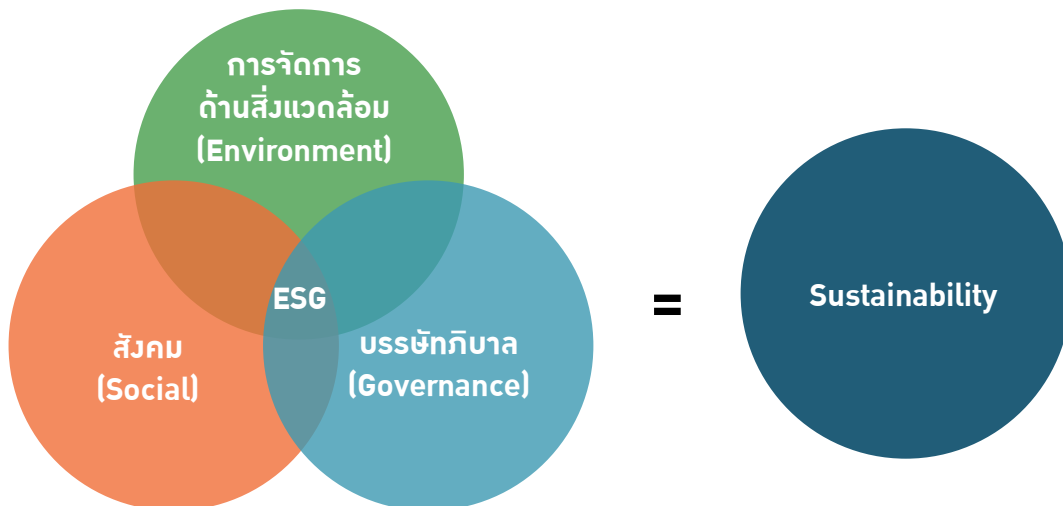 การจัดการ
ด้านสิ่งแวดล้อม
(Environment)
ESG
สังคม
(Social)
บรรษัทภิบาล
(Governance)
=
Sustainability